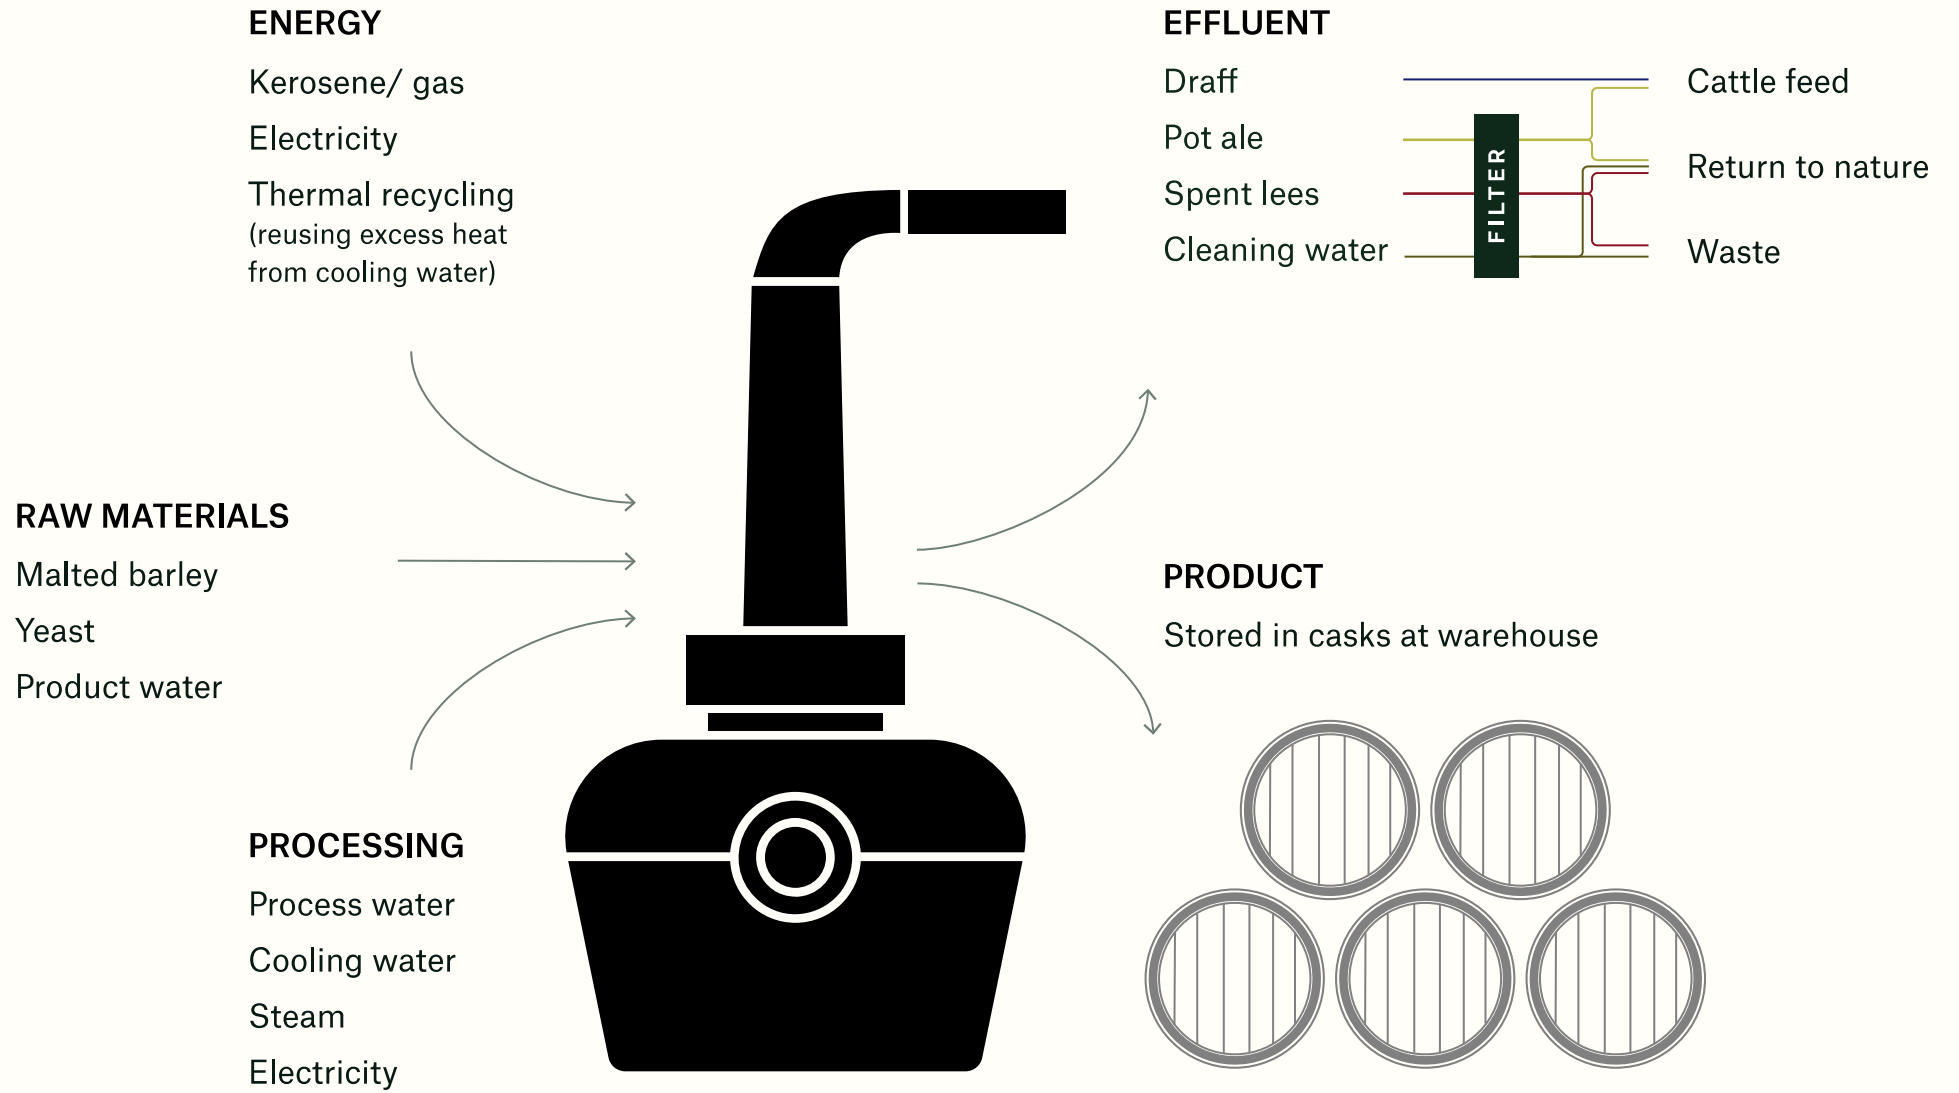 ENERGY
Kerosene/ gas
Electricity
Thermal recycling
(reusing excess heat
from cooling water)
RAW MATERIALS
Malted barley
Yeast
Product water
PROCESSING
Process water
Cooling water
Steam
Electricity
EFFLUENT
Draff
Pot ale
Spent lees
Cleaning water
FILTER
Cattle feed
Return to nature
Waste
PRODUCT
Stored in casks at warehouse